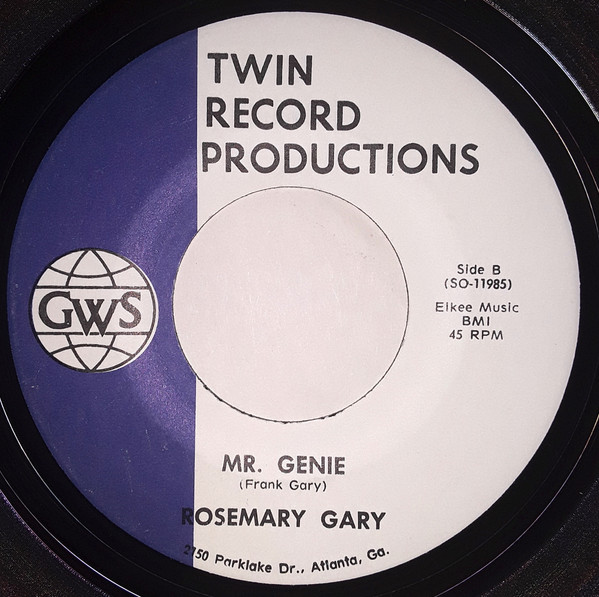 TWIN
RECORD
PRODUCTIONS
GWS
Side B
(SO-11985)
Elkee Music
BMI
45 RPM
MR. GENIE
(Frank Gary)
ROSEMARY GARY
2750 Parklake Dr., Atlanta, Ga.